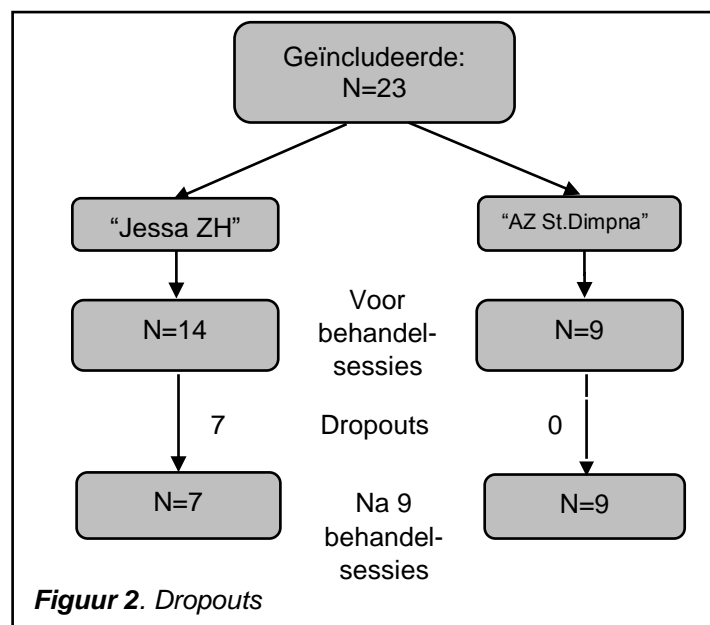 Geïncludeerde:
N=23
“Jessa ZH”
“AZ St.Dimpna”
N=14
Voor
behandel-
sessies
N=9
7
Dropouts
0
N=7
Na 9
behandel-
sessies
N=9
Figuur 2. Dropouts